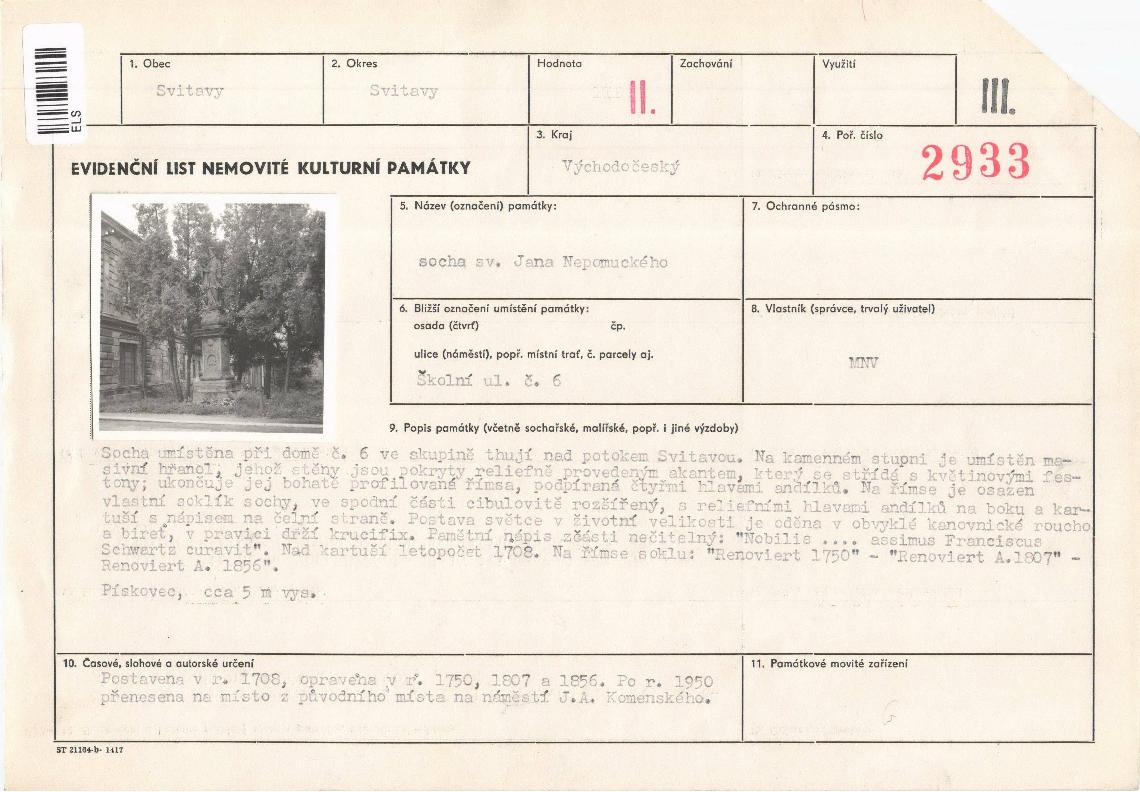 ELS
1. Obec
Svitavy
2. Okres
Svitavy
Hodnota
II.
Zachování
Využití
III.
EVIDENČNÍ LIST NEMOVITÉ KULTURNÍ PAMÁTKY
3. Kraj
Východočeský
4. Poř. číslo
2933
5. Název (označení) památky:
socha sv. Jana Nepomuckého
7. Ochranné pásmo:
6. Bližší označení umístění památky:
osada (čtvrť) čp.
ulice (náměstí), popř. místní trať, č. parcely aj.
Školní ul. č. 6
8. Vlastník (správce, trvalý uživatel)
MNV
9. Popis památky (včetně sochařské, malířské, popř. i jiné výzdoby)
Socha umístěna při domě č. 6 ve skupině thují nad potokem Svitavou. Na kamenném stupni je umístěn ma-
sivní hranol, jehož stěny jsou pokryty reliefně provedeným akantem, který se střídá s květinovými fes-
tony; ukončuje jej bohatě profilovaná římsa, podpíraná čtyřmi hlavami andílků. Na římse je osazen
vlastní soklík sochy, ve spodní části cibulovitě rozšířený, s reliefními hlavami andílků na boku a kar-
tuší s nápisem na čelní straně. Postava světce v životní velikosti je oděna v obvyklé kanovnické roucho
a biret, v pravici drží krucifix. Pamětní nápis zčásti nečitelný: "Nobilis .... assimus Franciscus
Schwartz curavit". Nad kartuší letopočet 1708. Na římse soklu: "Renoviert 1750" - "Renoviert A.1807" -
Renoviert A. 1856".
Pískovec, cca 5 m vys.
10. Časové, slohové a autorské určení
Postavena v r. 1708, opravena v r. 1750, 1807 a 1856. Po r. 1950
přenesena na místo z původního místa na náměstí J.A. Komenského.
11. Památkové movité zařízení
ST 21164-b- 1417